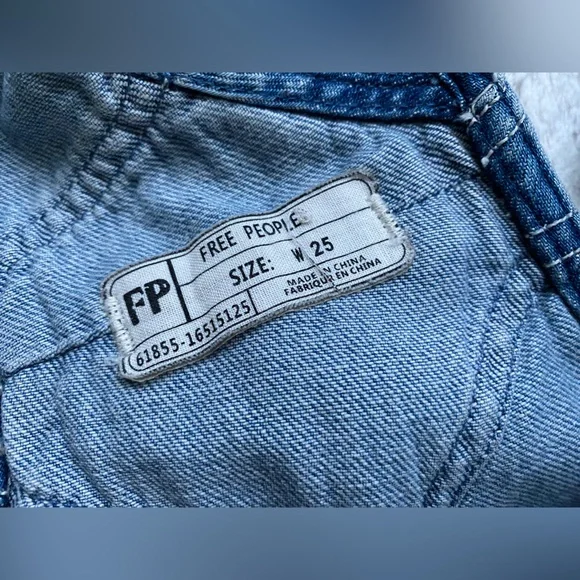 FP
FREE PEOPLE
SIZE: W 25
MADE IN CHINA
FABRIQUÉ EN CHINA
61855-16515125